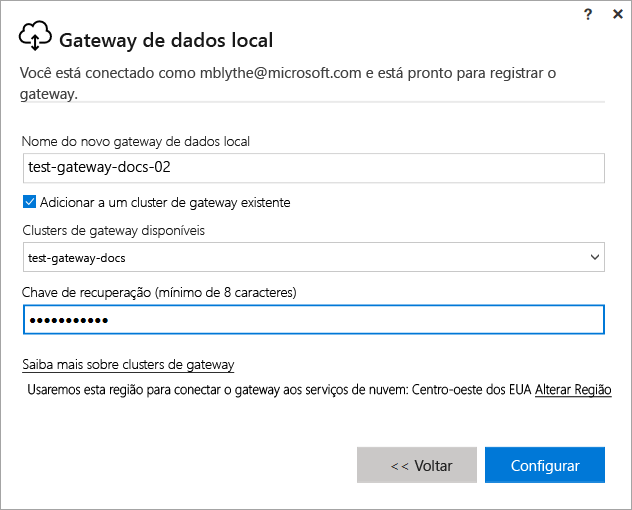 ? ×
Gateway de dados local
Você está conectado como mblythe@microsoft.com e está pronto para registrar o
gateway.
Nome do novo gateway de dados local
test-gateway-docs-02
Adicionar a um cluster de gateway existente
Clusters de gateway disponíveis
test-gateway-docs
Chave de recuperação (mínimo de 8 caracteres)
•••••••••••
Saiba mais sobre clusters de gateway
Usaremos esta região para conectar o gateway aos serviços de nuvem: Centro-oeste dos EUA Alterar Região
<< Voltar Configurar